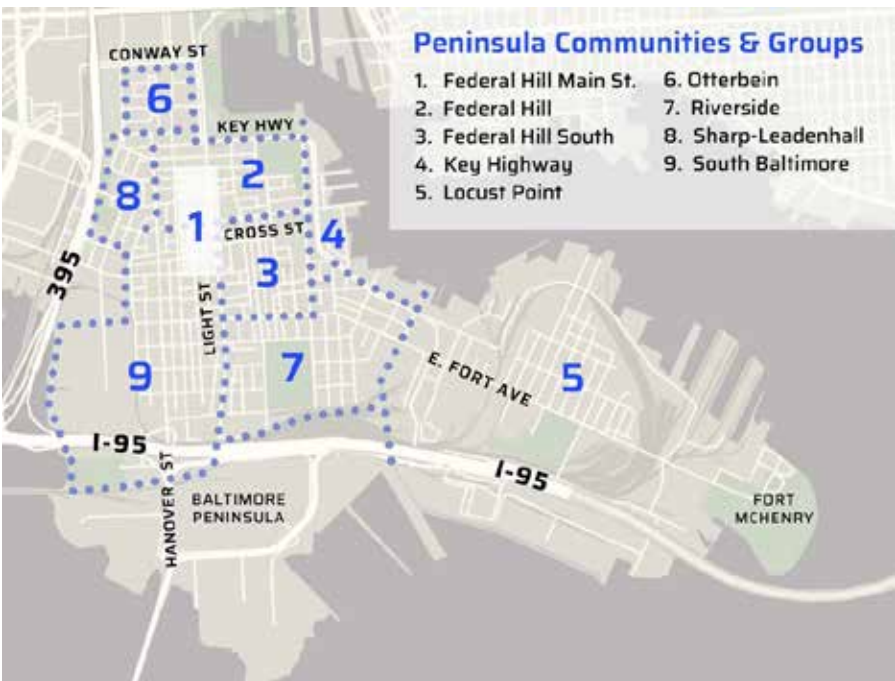 Peninsula Communities & Groups
1. Federal Hill Main St.
2. Federal Hill
3. Federal Hill South
4. Key Highway
5. Locust Point
6. Otterbein
7. Riverside
8. Sharp-Leadenhall
9. South Baltimore
CONWAY ST
6
KEY HWY
2
8
1
CROSS ST
4
3
395
LIGHT ST
9
7
E. FORT AVE
5
I-95
I-95
HANOVER ST
BALTIMORE
PENINSULA
FORT
MCHENRY